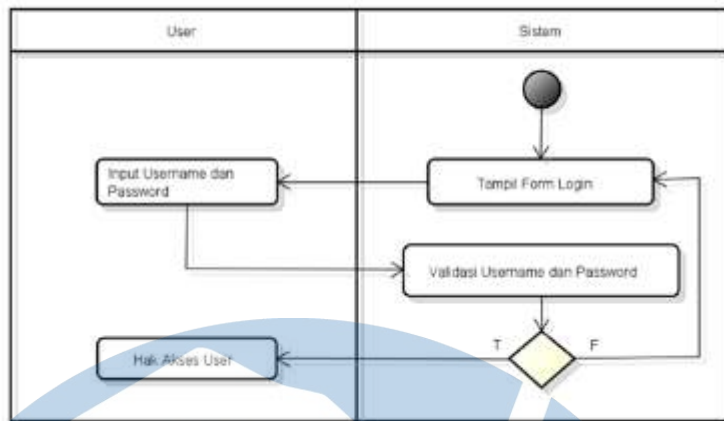 User
Sistem
Input Username dan
Password
Tampil Form Login
Validasi Username dan Password
T
F
Hak Akses User